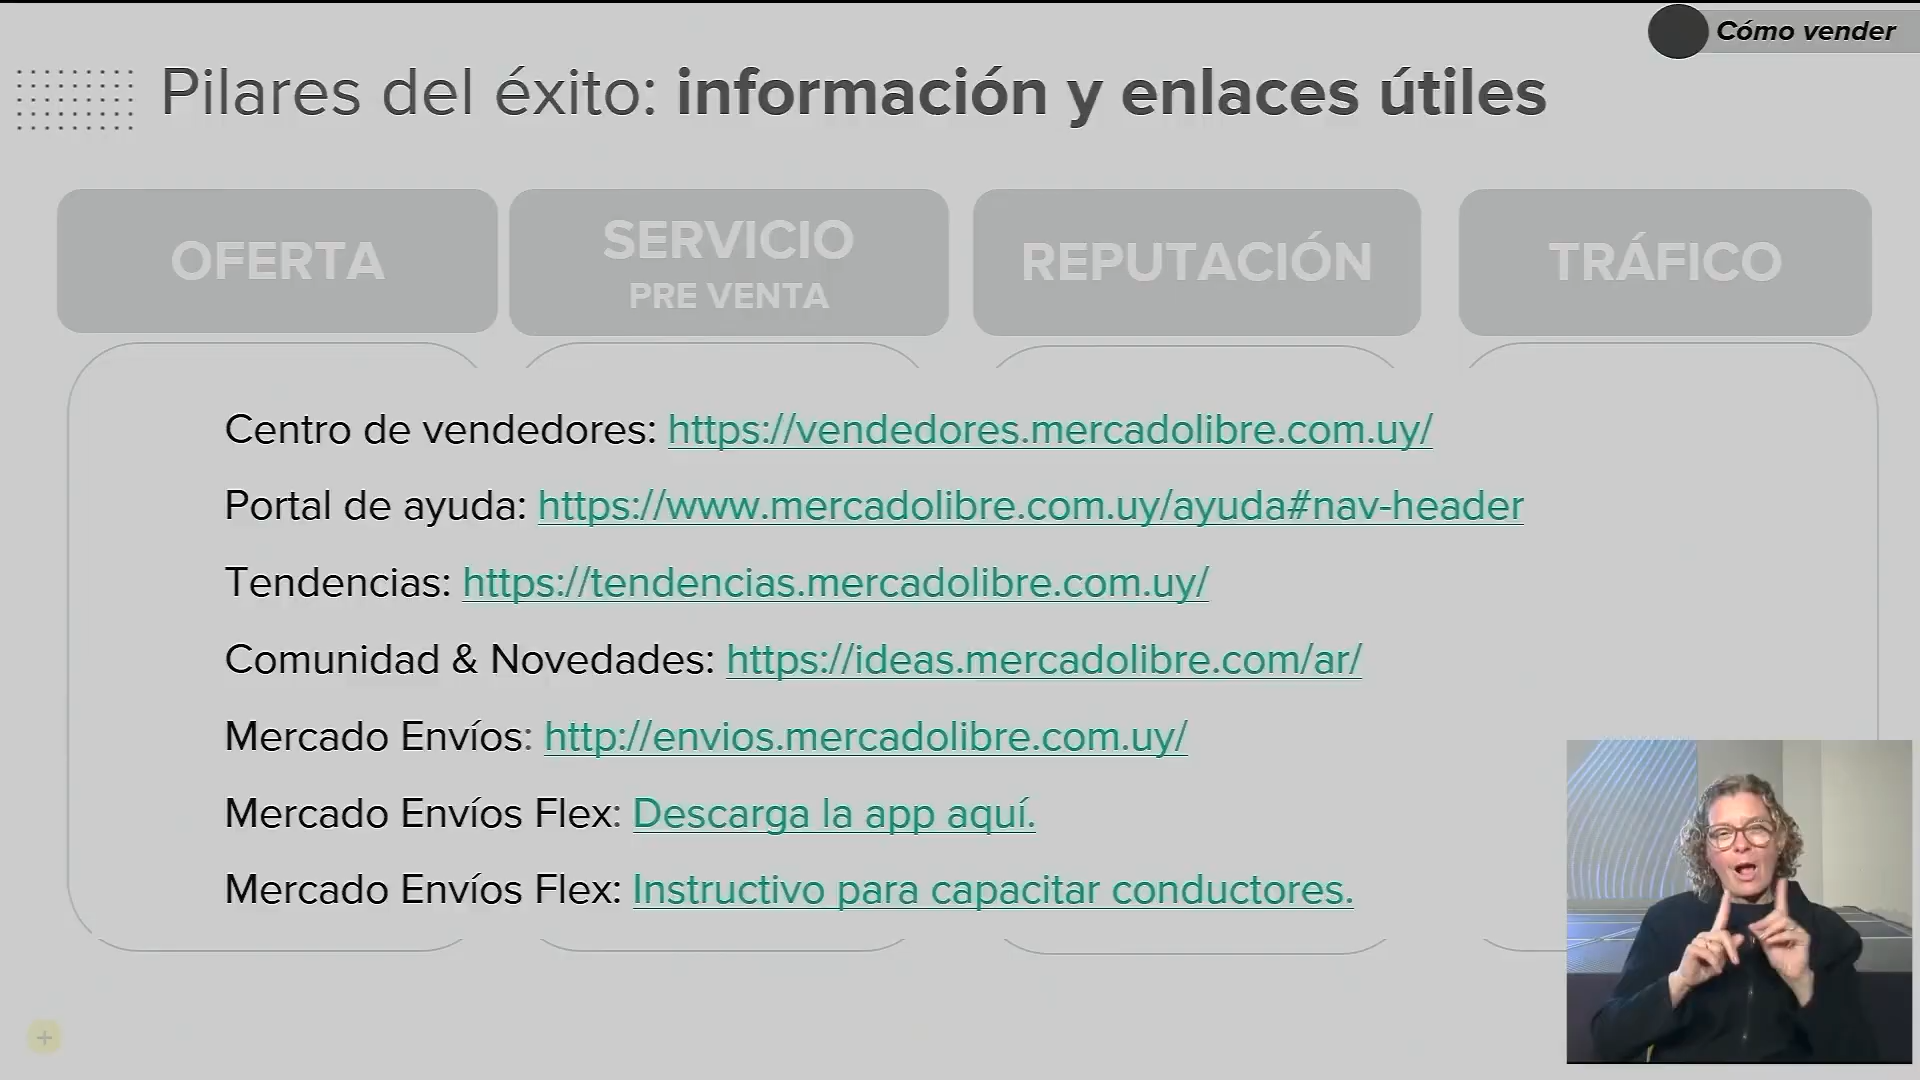 Cómo vender
Pilares del éxito: información y enlaces útiles
OFERTA
SERVICIO
PRE VENTA
REPUTACIÓN
TRÁFICO
Centro de vendedores: https://vendedores.mercadolibre.com.uy/
Portal de ayuda: https://www.mercadolibre.com.uy/ayuda#nav-header
Tendencias: https://tendencias.mercadolibre.com.uy/
Comunidad & Novedades: https://ideas.mercadolibre.com/ar/
Mercado Envíos: http://envios.mercadolibre.com.uy/
Mercado Envíos Flex: Descarga la app aquí.
Mercado Envíos Flex: Instructivo para capacitar conductores.